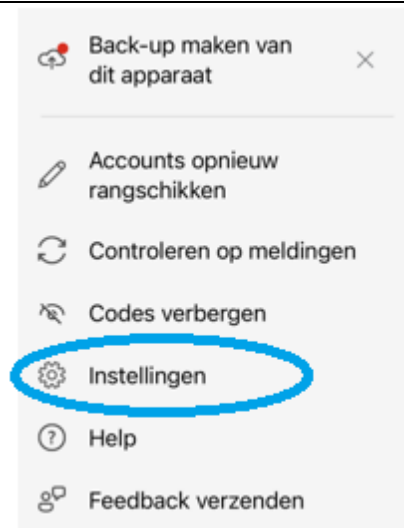 Back-up maken van
dit apparaat
Accounts opnieuw
rangschikken
Controleren op meldingen
Codes verbergen
Instellingen
Help
Feedback verzenden